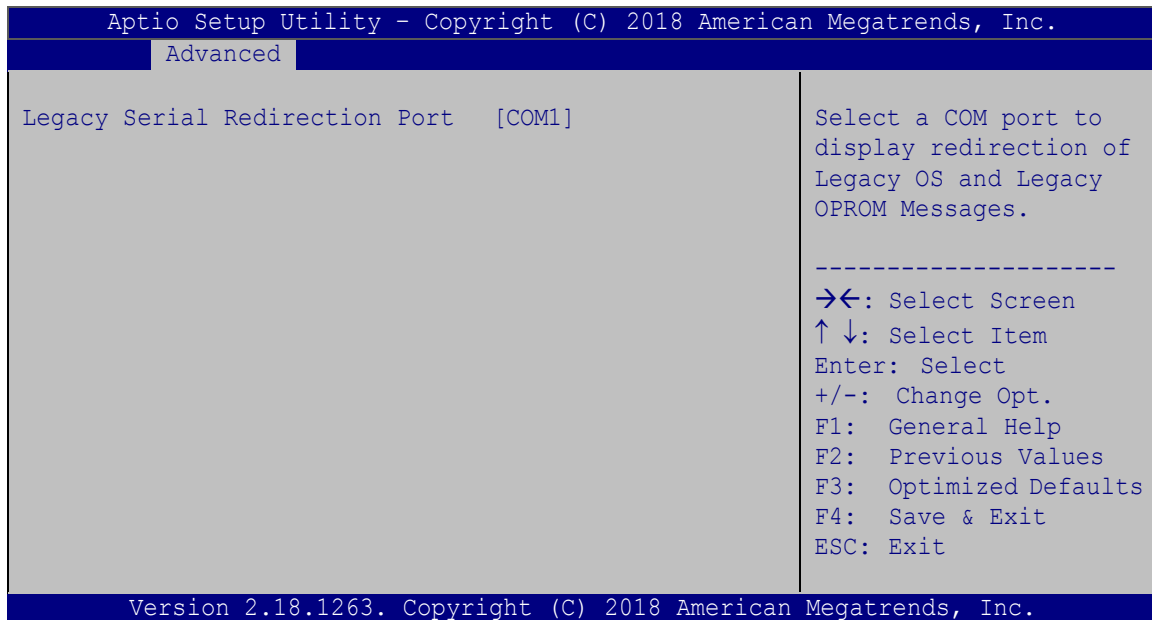 Aptio Setup Utility – Copyright (C) 2018 American Megatrends, Inc.
Advanced
Legacy Serial Redirection Port [COM1]
Select a COM port to
display redirection of
Legacy OS and Legacy
OPROM Messages.
---------------------
→←: Select Screen
↑ ↓: Select Item
Enter: Select
+/-: Change Opt.
F1: General Help
F2: Previous Values
F3: Optimized Defaults
F4: Save & Exit
ESC: Exit
Version 2.18.1263. Copyright (C) 2018 American Megatrends, Inc.